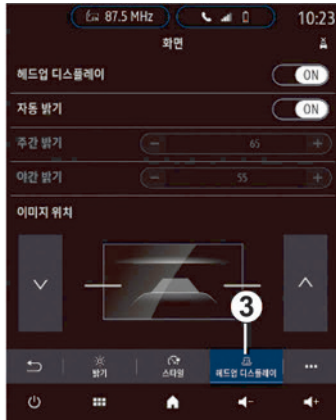 87.5 MHz 10:23
화면
헤드업 디스플레이 ON
자동 밝기 ON
주간 밝기 − 65 +
야간 밝기 − 55 +
이미지 위치
3
밝기 스타일 헤드업 디스플레이 •••